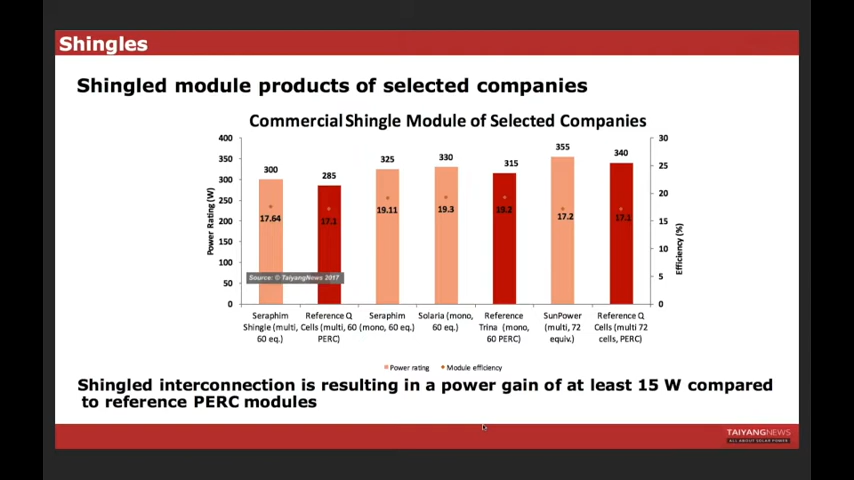 Shingles
Shingled module products of selected companies
Commercial Shingle Module of Selected Companies
400
350
300
250
200
150
100
50
0
Power Rating (W)
300
285
325
330
315
355
340
17.64
17.1
19.11
19.3
19.2
17.2
17.1
30
25
20
15
10
5
0
Efficiency (%)
Source: © TaiyangNews 2017
Seraphim
Shingle (multi,
60 eq.)
Reference Q
Cells (multi, 60
PERC)
Seraphim
(mono, 60 eq.)
Solaria (mono,
60 eq.)
Reference
Trina (mono,
60 PERC)
SunPower
(multi, 72
equiv.)
Reference Q
Cells (multi 72
cells, PERC)
Power rating
Module efficiency
Shingled interconnection is resulting in a power gain of at least 15 W compared
to reference PERC modules
TAIYANGNEWS
ALL ABOUT SOLAR POWER